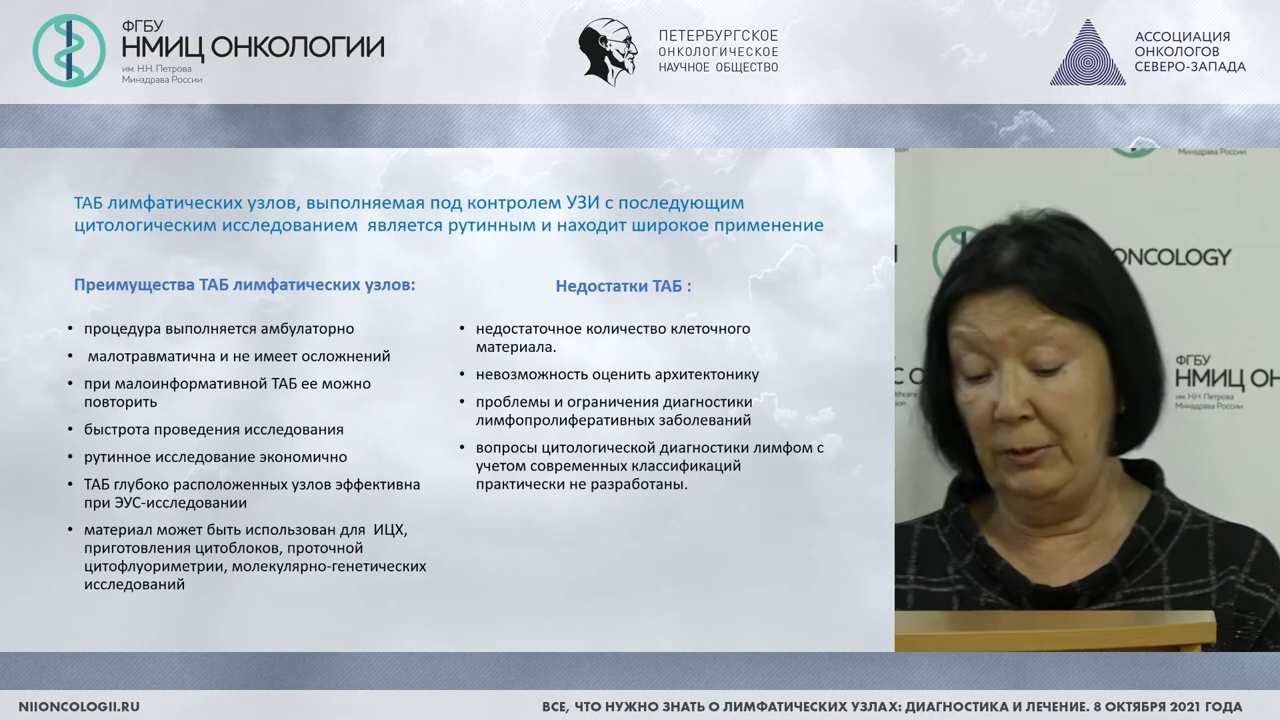 ФГБУ
НМИЦ ОНКОЛОГИИ
им. Н.Н. Петрова
Минздрава России
ПЕТЕРБУРГСКОЕ
ОНКОЛОГИЧЕСКОЕ
НАУЧНОЕ ОБЩЕСТВО
АССОЦИАЦИЯ
ОНКОЛОГОВ
СЕВЕРО-ЗАПАДА
ТАБ лимфатических узлов, выполняемая под контролем УЗИ с последующим
цитологическим исследованием является рутинным и находит широкое применение
Преимущества ТАБ лимфатических узлов:
• процедура выполняется амбулаторно
• малотравматична и не имеет осложнений
• при малоинформативной ТАБ ее можно
повторить
• быстрота проведения исследования
• рутинное исследование экономично
• ТАБ глубоко расположенных узлов эффективна
при ЭУС-исследовании
• материал может быть использован для ИЦХ,
приготовления цитоблоков, проточной
цитофлуориметрии, молекулярно-генетических
исследований
Недостатки ТАБ :
• недостаточное количество клеточного
материала.
• невозможность оценить архитектонику
• проблемы и ограничения диагностики
лимфопролиферативных заболеваний
• вопросы цитологической диагностики лимфом с
учетом современных классификаций
практически не разработаны.
Минздрава России
ONCOLOGY
ФГБУ
НМИЦ ОН
им. Н.Н. Петрова
Минздрава России
NIIONCOLOGII.RU
ВСЕ, ЧТО НУЖНО ЗНАТЬ О ЛИМФАТИЧЕСКИХ УЗЛАХ: ДИАГНОСТИКА И ЛЕЧЕНИЕ. 8 ОКТЯБРЯ 2021 ГОДА